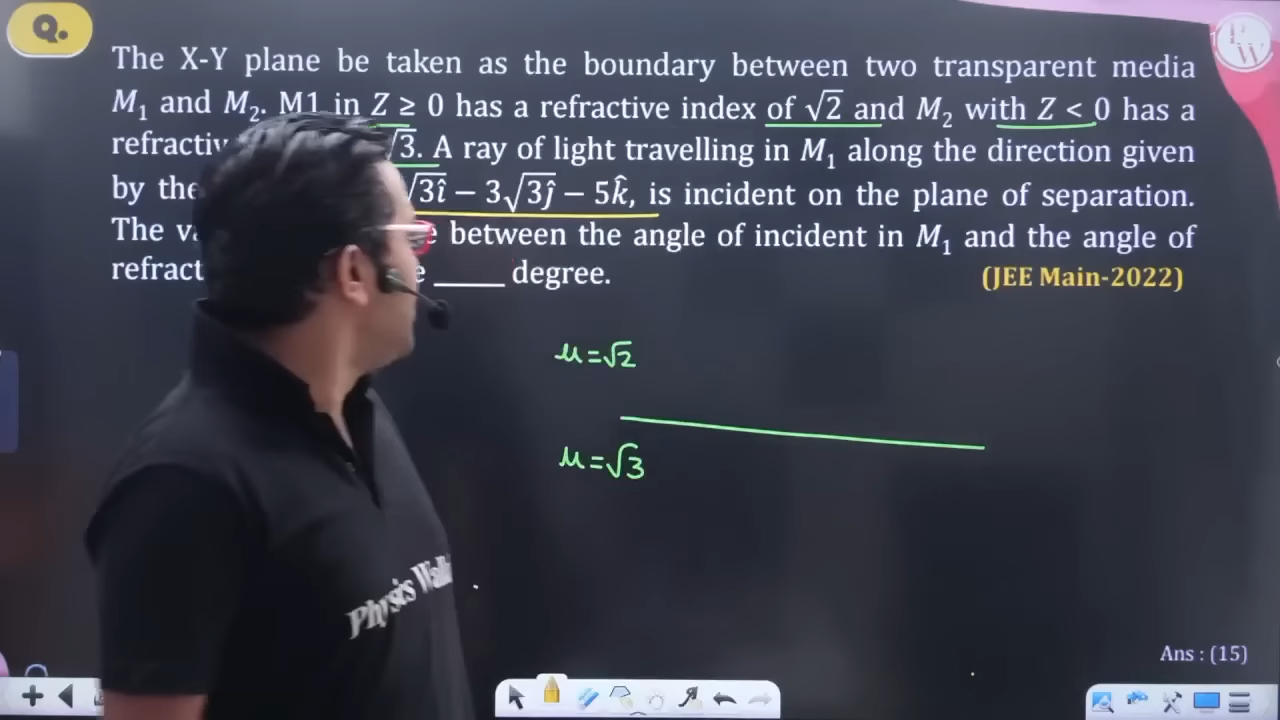 Q.
PW
The X-Y plane be taken as the boundary between two transparent media
M₁ and M₂. M1 in Z ≥ 0 has a refractive index of √2 and M₂ with Z < 0 has a
√3. A ray of light travelling in M₁ along the direction given
by the √3î − 3√3ĵ − 5k̂, is incident on the plane of separation.
The between the angle of incident in M₁ and the angle of
____ degree.
(JEE Main-2022)
μ=√2
μ=√3
Physics
Ans : (15)